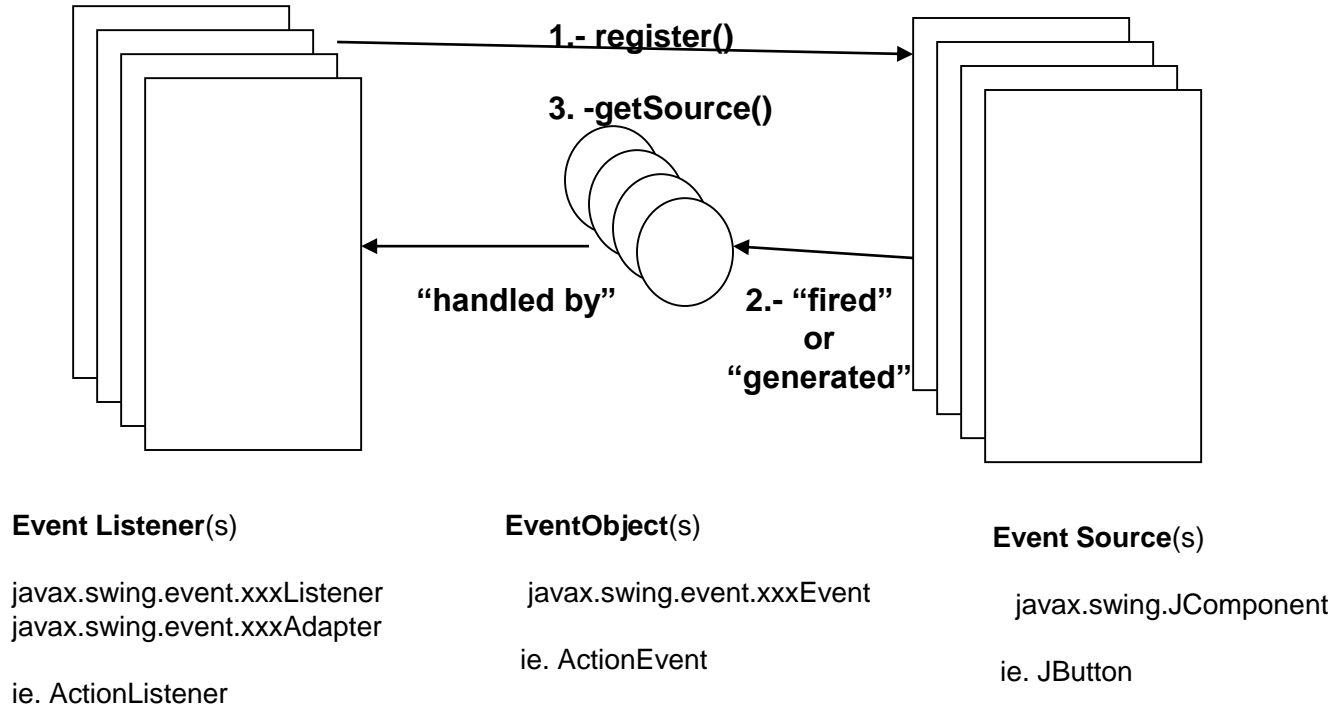 1.- register()
3. -getSource()
“handled by”
2.- “fired”
or
“generated”
Event Listener(s)
javax.swing.event.xxxListener
javax.swing.event.xxxAdapter
ie. ActionListener
EventObject(s)
javax.swing.event.xxxEvent
ie. ActionEvent
Event Source(s)
javax.swing.JComponent
ie. JButton